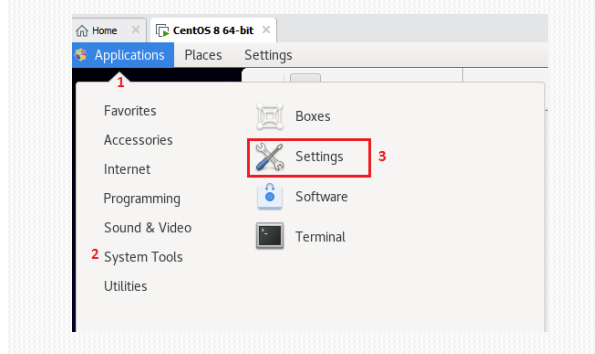 Home CentOS 8 64-bit
Applications Places Settings
1
Favorites
Accessories
Internet
Programming
Sound & Video
2 System Tools
Utilities
Boxes
Settings 3
Software
Terminal